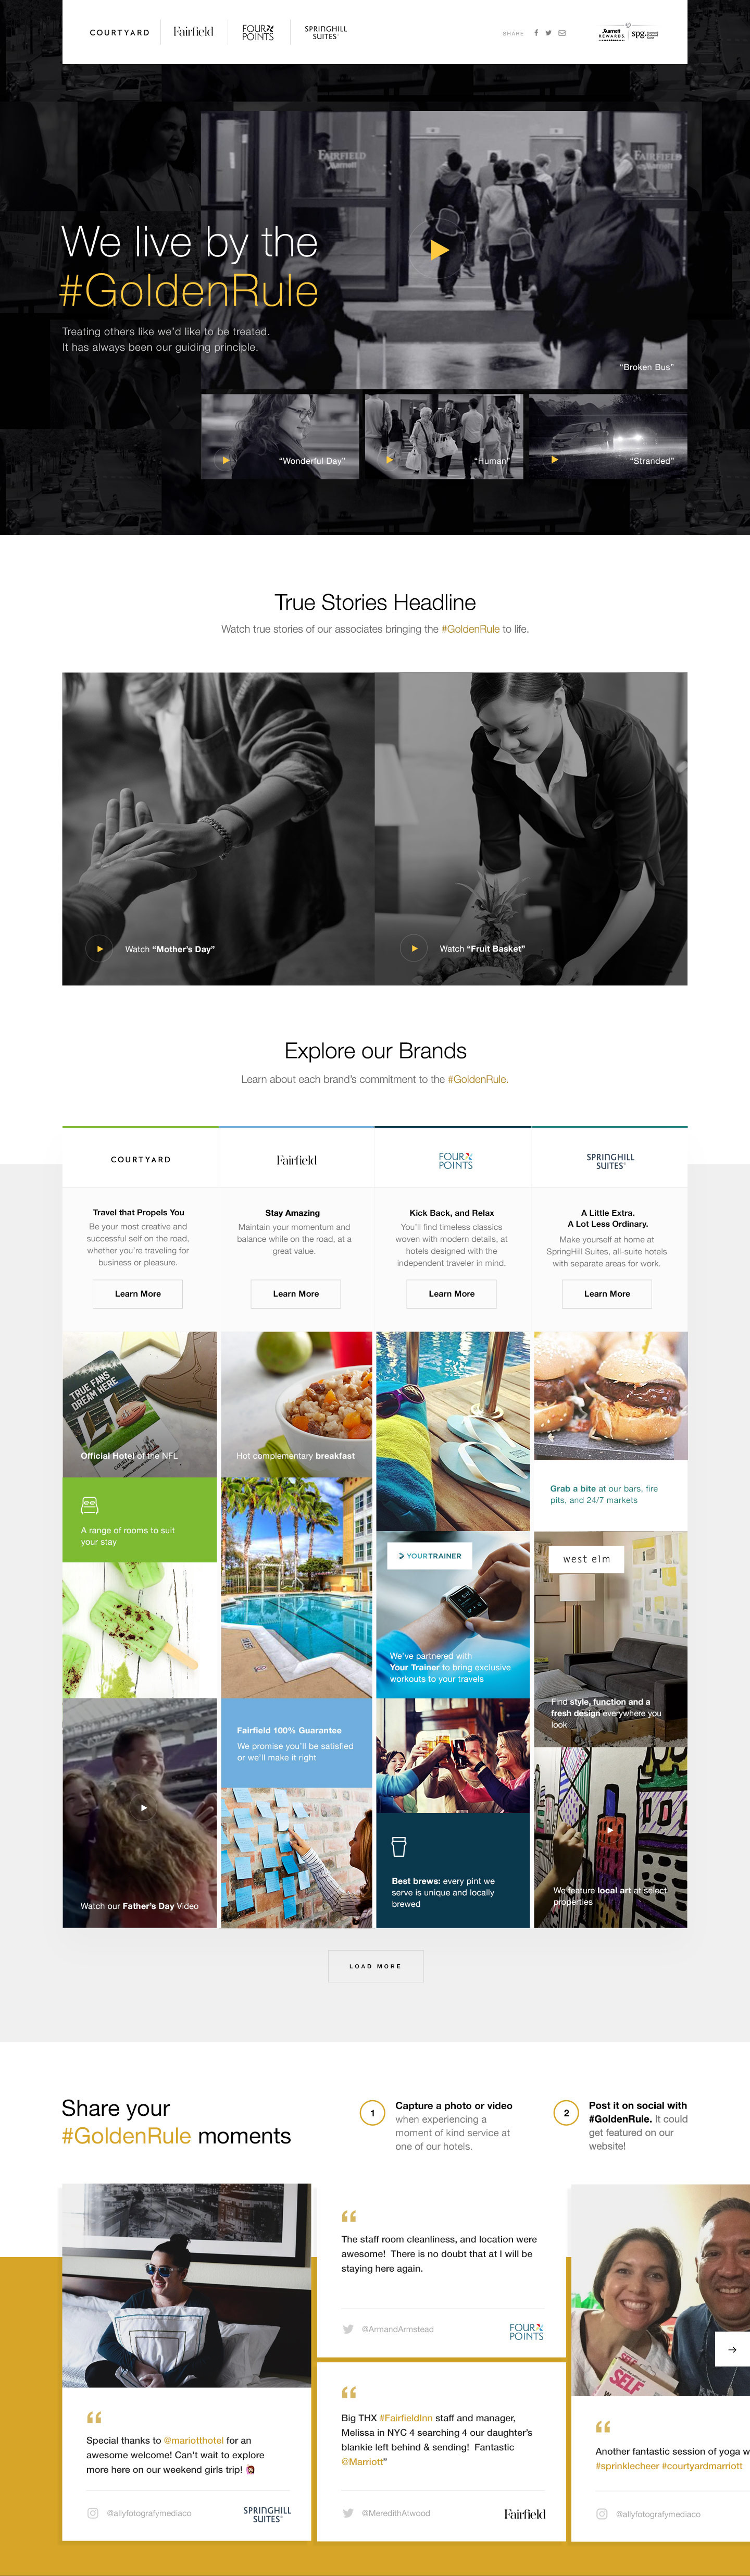 COURTYARD
Fairfield
FOUR POINTS
SPRINGHILL SUITES
SHARE
Marriott REWARDS
spg
FAIRFIELD
FAIRFIELD
We live by the
#GoldenRule
Treating others like we'd like to be treated.
It has always been our guiding principle.
“Broken Bus”
“Wonderful Day”
“Human”
“Stranded”
True Stories Headline
Watch true stories of our associates bringing the #GoldenRule to life.
Watch “Mother’s Day”
Watch “Fruit Basket”
Explore our Brands
Learn about each brand’s commitment to the #GoldenRule.
COURTYARD
Travel that Propels You
Be your most creative and
successful self on the road,
whether you’re traveling for
business or pleasure.
Learn More
Fairfield
Stay Amazing
Maintain your momentum and
balance while on the road, at a
great value.
Learn More
FOUR
POINTS
Kick Back, and Relax
You’ll find timeless classics
woven with modern details, at
hotels designed with the
independent traveler in mind.
Learn More
SPRINGHILL
SUITES
A Little Extra.
A Lot Less Ordinary.
Make yourself at home at
SpringHill Suites, all-suite hotels
with separate areas for work.
Learn More
TRUE FANS
DREAM HERE
Official Hotel of the NFL
A range of rooms to suit
your stay
Watch our Father’s Day Video
Hot complementary breakfast
Fairfield 100% Guarantee
We promise you’ll be satisfied
or we’ll make it right
YOURTRAINER
We’ve partnered with
Your Trainer to bring exclusive
workouts to your travels
Best brews: every pint we
serve is unique and locally
brewed
Grab a bite at our bars, fire
pits, and 24/7 markets
west elm
Find style, function and a
fresh design everywhere you
look
We feature local art at select
properties
LOAD MORE
Share your
#GoldenRule moments
1
Capture a photo or video
when experiencing a
moment of kind service at
one of our hotels.
2
Post it on social with
#GoldenRule. It could
get featured on our
website!
“
Special thanks to @mariotthotel for an
awesome welcome! Can't wait to explore
more here on our weekend girls trip!
@allyfotografymediaco
SPRINGHILL
SUITES
“
The staff room cleanliness, and location were
awesome! There is no doubt that at I will be
staying here again.
@ArmandArmstead
FOUR
POINTS
“
Big THX #FairfieldInn staff and manager,
Melissa in NYC 4 searching 4 our daughter’s
blankie left behind & sending! Fantastic
@Marriott”
@MeredithAtwood
Fairfield
SELF
“
Another fantastic session of yoga w
#sprinklecheer #courtyardmarriott
@allyfotografymediaco